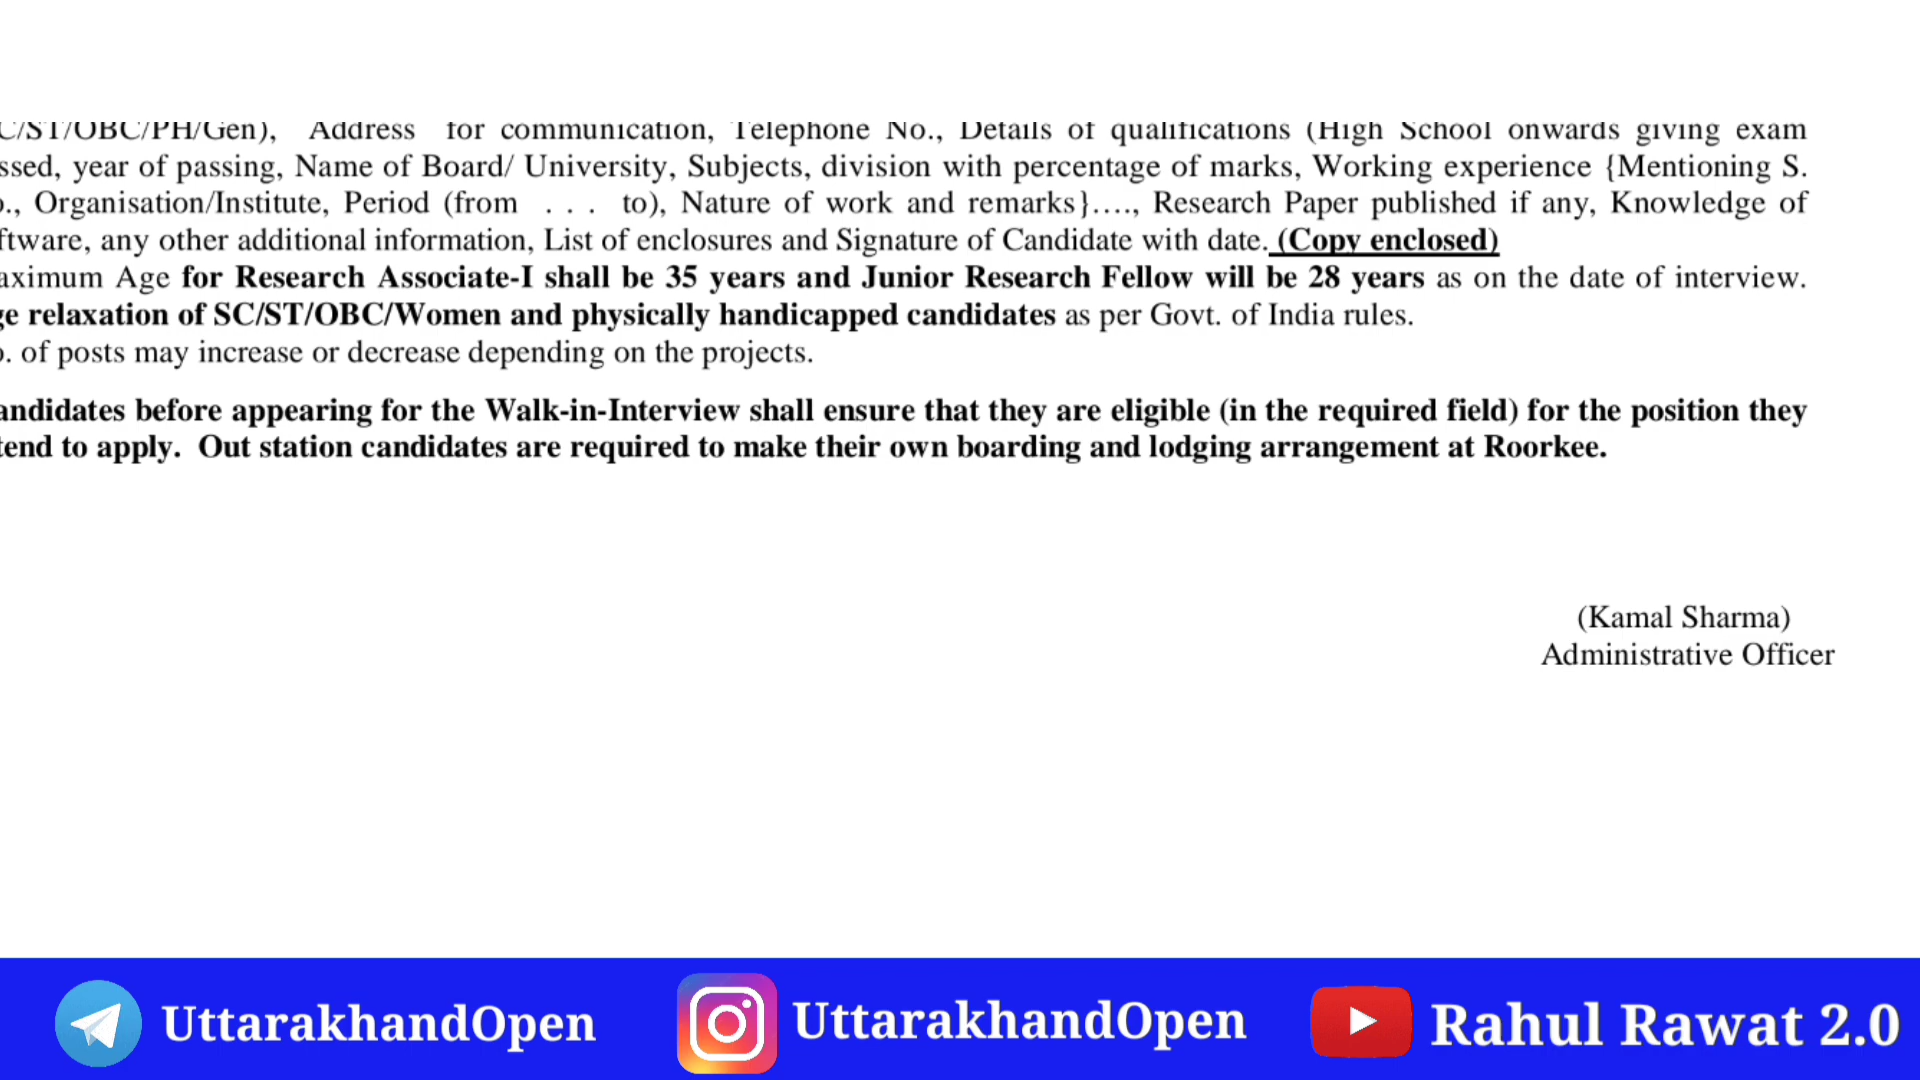 C/ST/OBC/PH/Gen), Address for communication, Telephone No., Details of qualifications (High School onwards giving exam
ssed, year of passing, Name of Board/ University, Subjects, division with percentage of marks, Working experience {Mentioning S.
o., Organisation/Institute, Period (from . . . to), Nature of work and remarks}...., Research Paper published if any, Knowledge of
ftware, any other additional information, List of enclosures and Signature of Candidate with date. (Copy enclosed)
aximum Age for Research Associate-I shall be 35 years and Junior Research Fellow will be 28 years as on the date of interview.
ge relaxation of SC/ST/OBC/Women and physically handicapped candidates as per Govt. of India rules.
o. of posts may increase or decrease depending on the projects.
andidates before appearing for the Walk-in-Interview shall ensure that they are eligible (in the required field) for the position they
tend to apply. Out station candidates are required to make their own boarding and lodging arrangement at Roorkee.
(Kamal Sharma)
Administrative Officer
UttarakhandOpen
UttarakhandOpen
Rahul Rawat 2.0